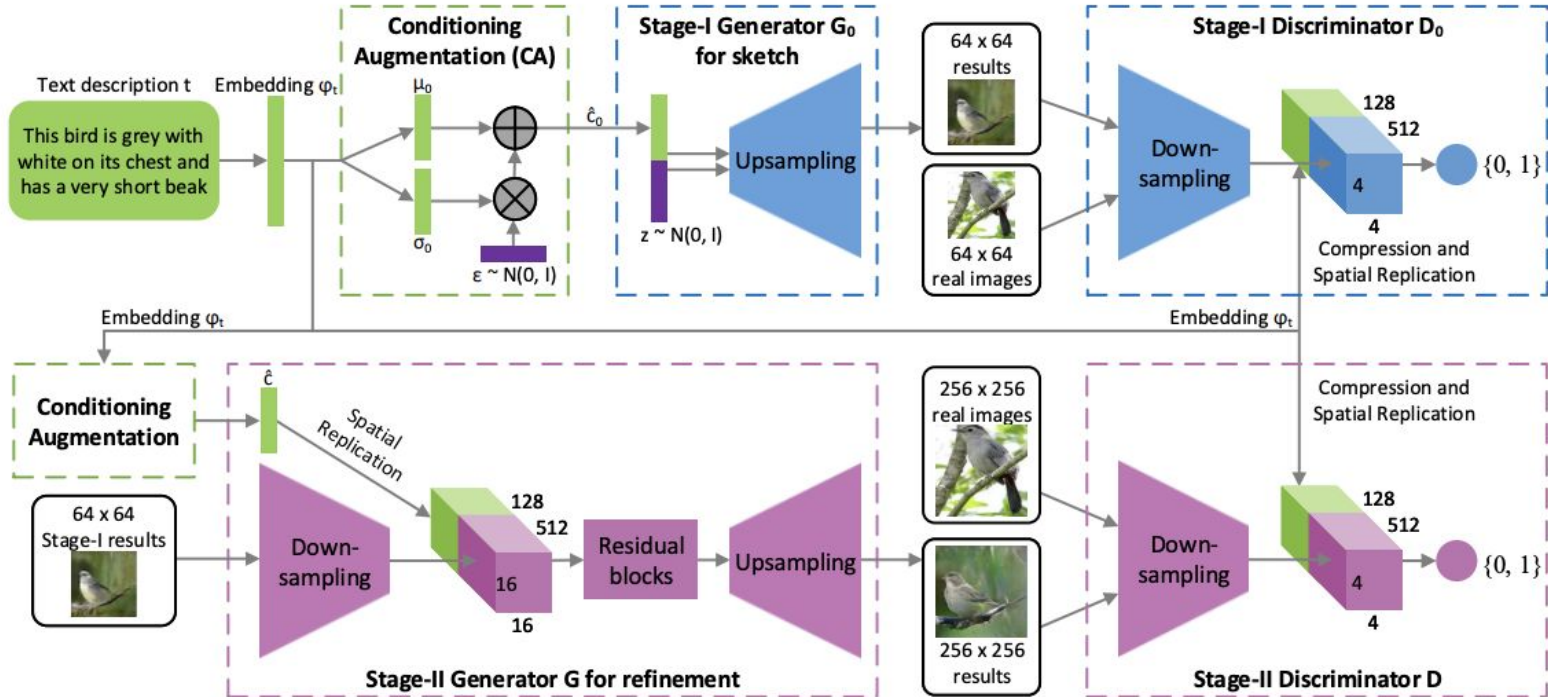 Text description t
This bird is grey with
white on its chest and
has a very short beak
Embedding φt
Conditioning
Augmentation (CA)
μ0
σ0
ε ~ N(0, I)
ĉ0
Stage-I Generator G0
for sketch
Upsampling
z ~ N(0, I)
64 x 64
results
64 x 64
real images
Stage-I Discriminator D0
Down-
sampling
128
512
4
4
{0, 1}
Compression and
Spatial Replication
Embedding φt
Embedding φt
Conditioning
Augmentation
64 x 64
Stage-I results
ĉ
Spatial
Replication
Down-
sampling
128
512
16
16
Residual
blocks
Upsampling
Stage-II Generator G for refinement
256 x 256
real images
256 x 256
results
Compression and
Spatial Replication
Down-
sampling
128
512
4
4
{0, 1}
Stage-II Discriminator D